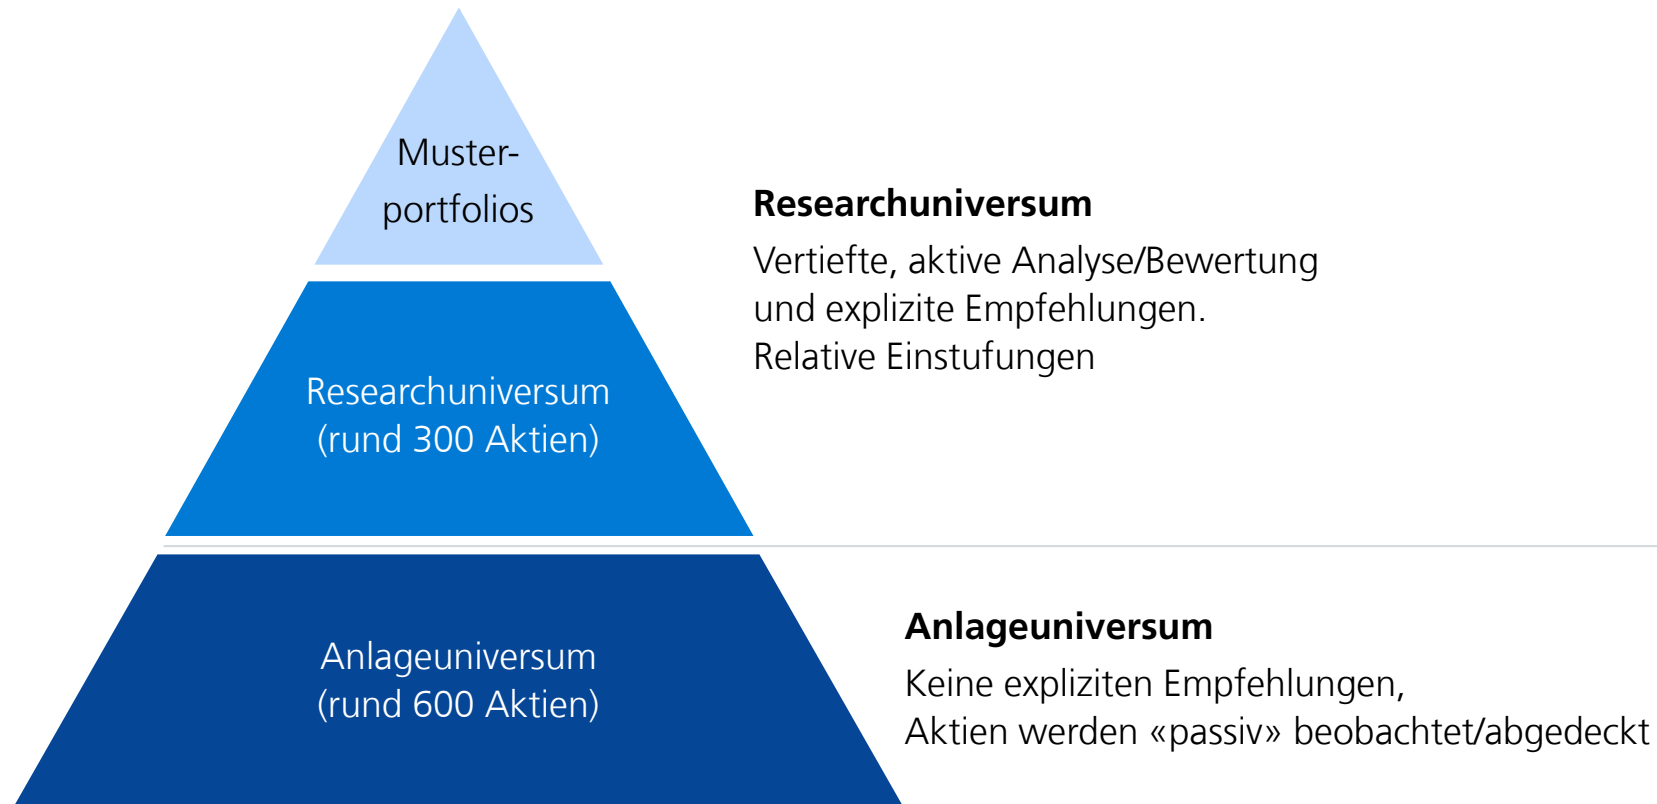 Muster-
portfolios
Researchuniversum
(rund 300 Aktien)
Anlageuniversum
(rund 600 Aktien)
Researchuniversum
Vertiefte, aktive Analyse/Bewertung
und explizite Empfehlungen.
Relative Einstufungen
Anlageuniversum
Keine expliziten Empfehlungen,
Aktien werden «passiv» beobachtet/abgedeckt